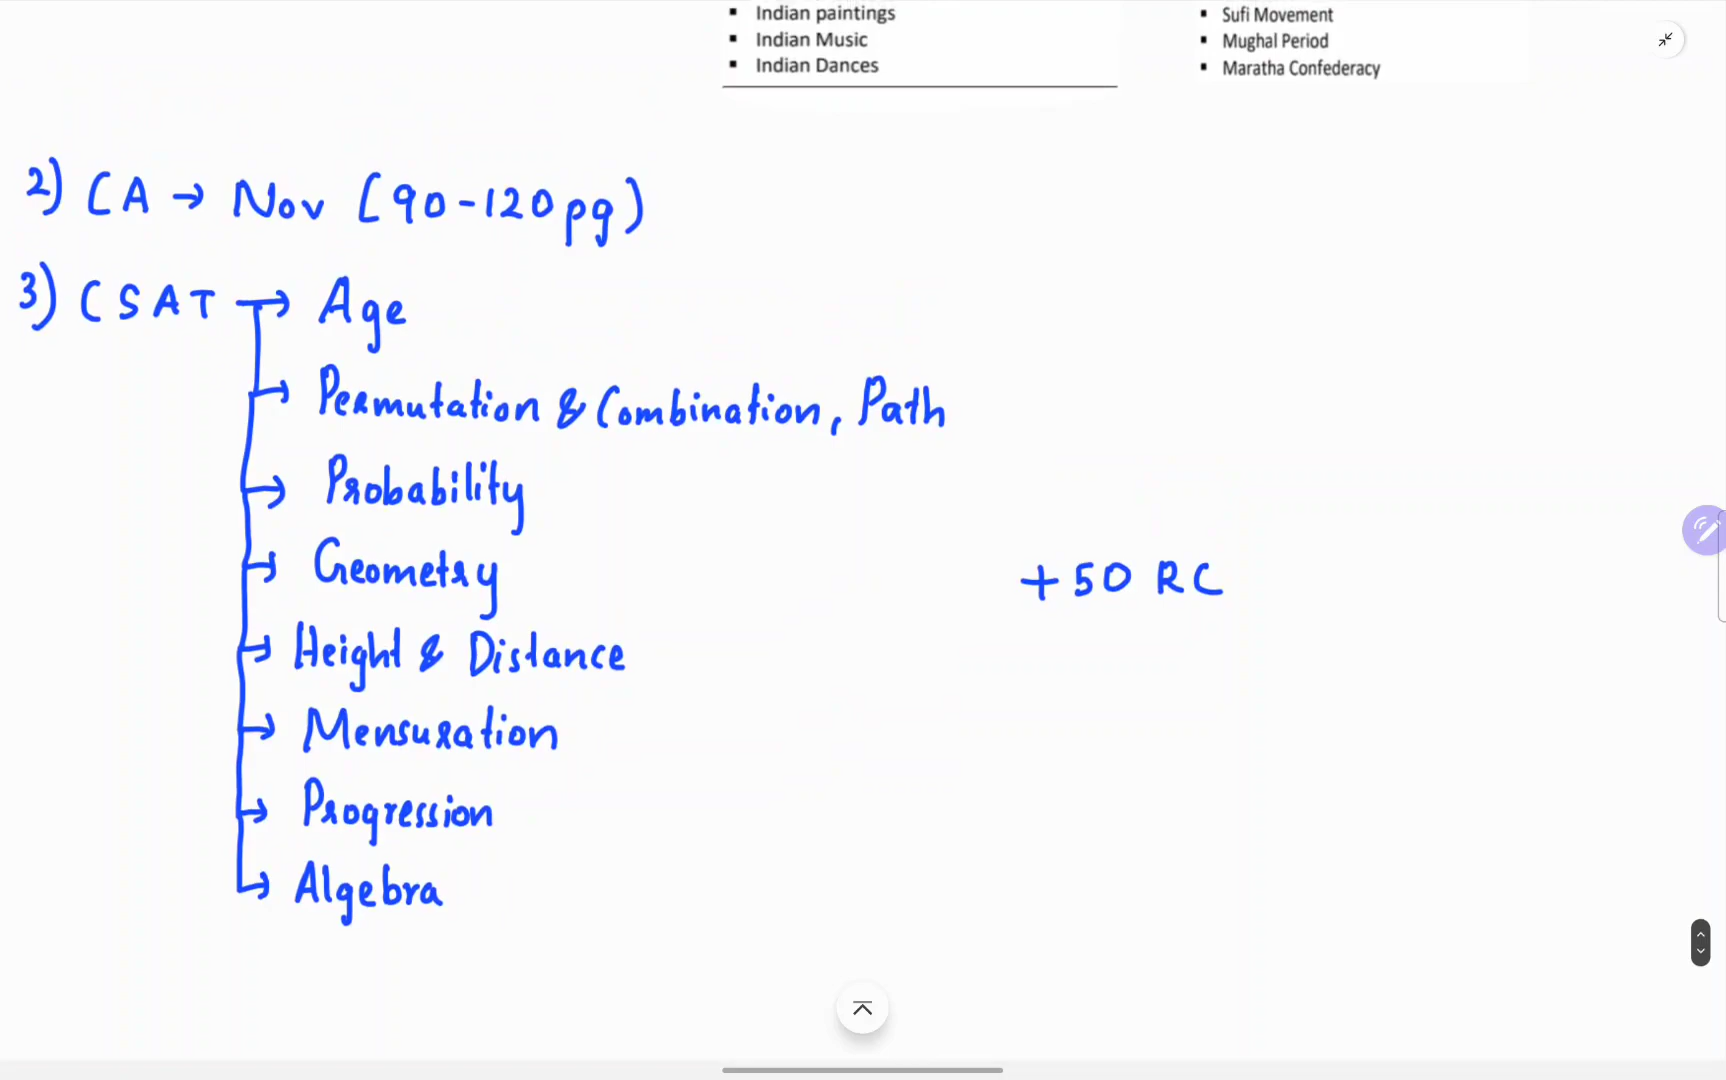 ▪ Indian paintings
▪ Indian Music
▪ Indian Dances
▪ Sufi Movement
▪ Mughal Period
▪ Maratha Confederacy
2) CA → Nov [90-120 pg)
3) CSAT → Age
→ Permutation & Combination, Path
→ Probability
→ Geometry
+ 50 RC
→ Height & Distance
→ Mensuration
→ Progression
→ Algebra